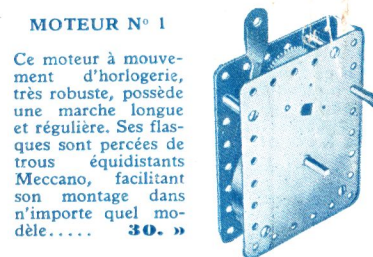 MOTEUR Nº 1
Ce moteur à mouve-
ment d'horlogerie,
très robuste, possède
une marche longue
et régulière. Ses flas-
ques sont percées de
trous équidistants
Meccano, facilitant
son montage dans
n'importe quel mo-
dèle..... 30. »